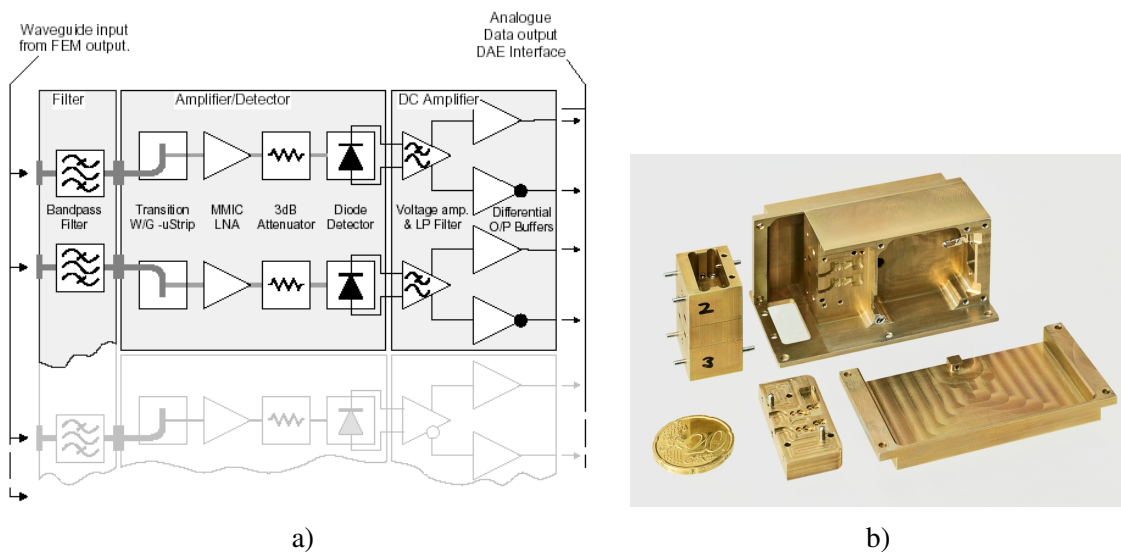 Waveguide input
from FEM output.
Analogue
Data output
DAE Interface
Filter
Amplifier/Detector
DC Amplifier
Bandpass
Filter
Transition
W/G -uStrip
MMIC
LNA
3dB
Attenuator
Diode
Detector
Voltage amp.
& LP Filter
Differential
O/P Buffers
2
3
20
a)
b)